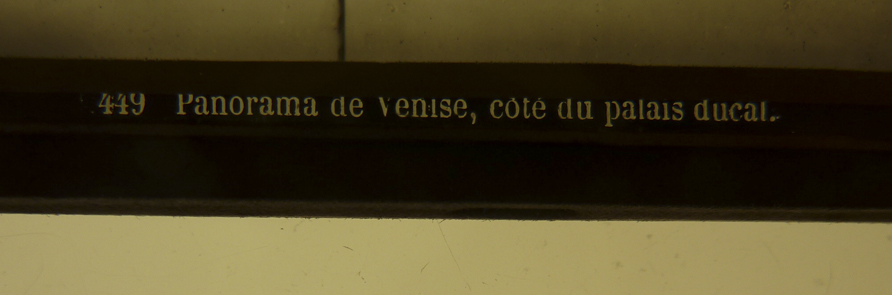 449 Panorama de Venise, côté du palais ducal.